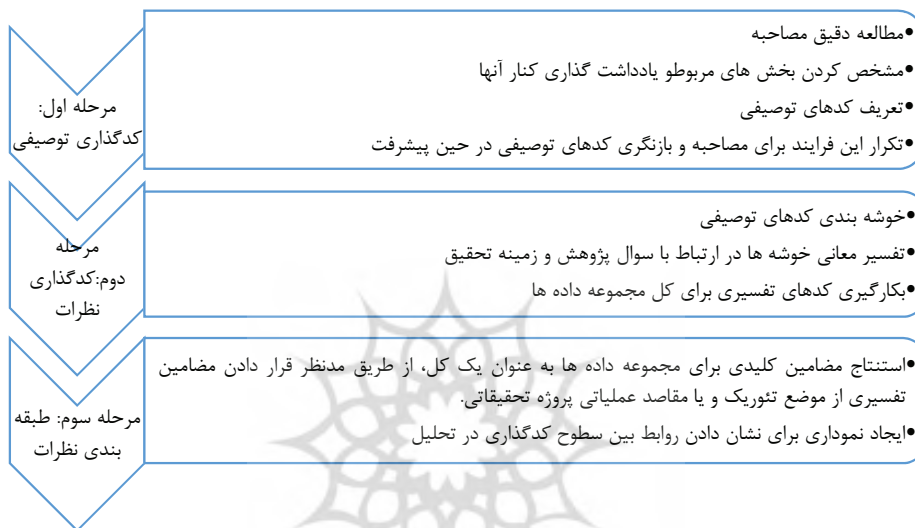 •مطالعه دقیق مصاحبه
•مشخص کردن بخش های مربوطو یادداشت گذاری کنار آنها
•تعریف کدهای توصیفی
•تکرار این فرایند برای مصاحبه و بازنگری کدهای توصیفی در حین پیشرفت
مرحله اول:
کدگذاری توصیفی
•خوشه بندی کدهای توصیفی
•تفسیر معانی خوشه ها در ارتباط با سوال پژوهش و زمینه تحقیق
•بکارگیری کدهای تفسیری برای کل مجموعه داده ها
مرحله
دوم:کدگذاری
نظرات
•استنتاج مضامین کلیدی برای مجموعه داده ها به عنوان یک کل، از طریق مدنظر قرار دادن مضامین
تفسیری از موضع تئوریک و یا مقاصد عملیاتی پروژه تحقیقاتی.
•ایجاد نموداری برای نشان دادن روابط بین سطوح کدگذاری در تحلیل
مرحله سوم: طبقه
بندی نظرات